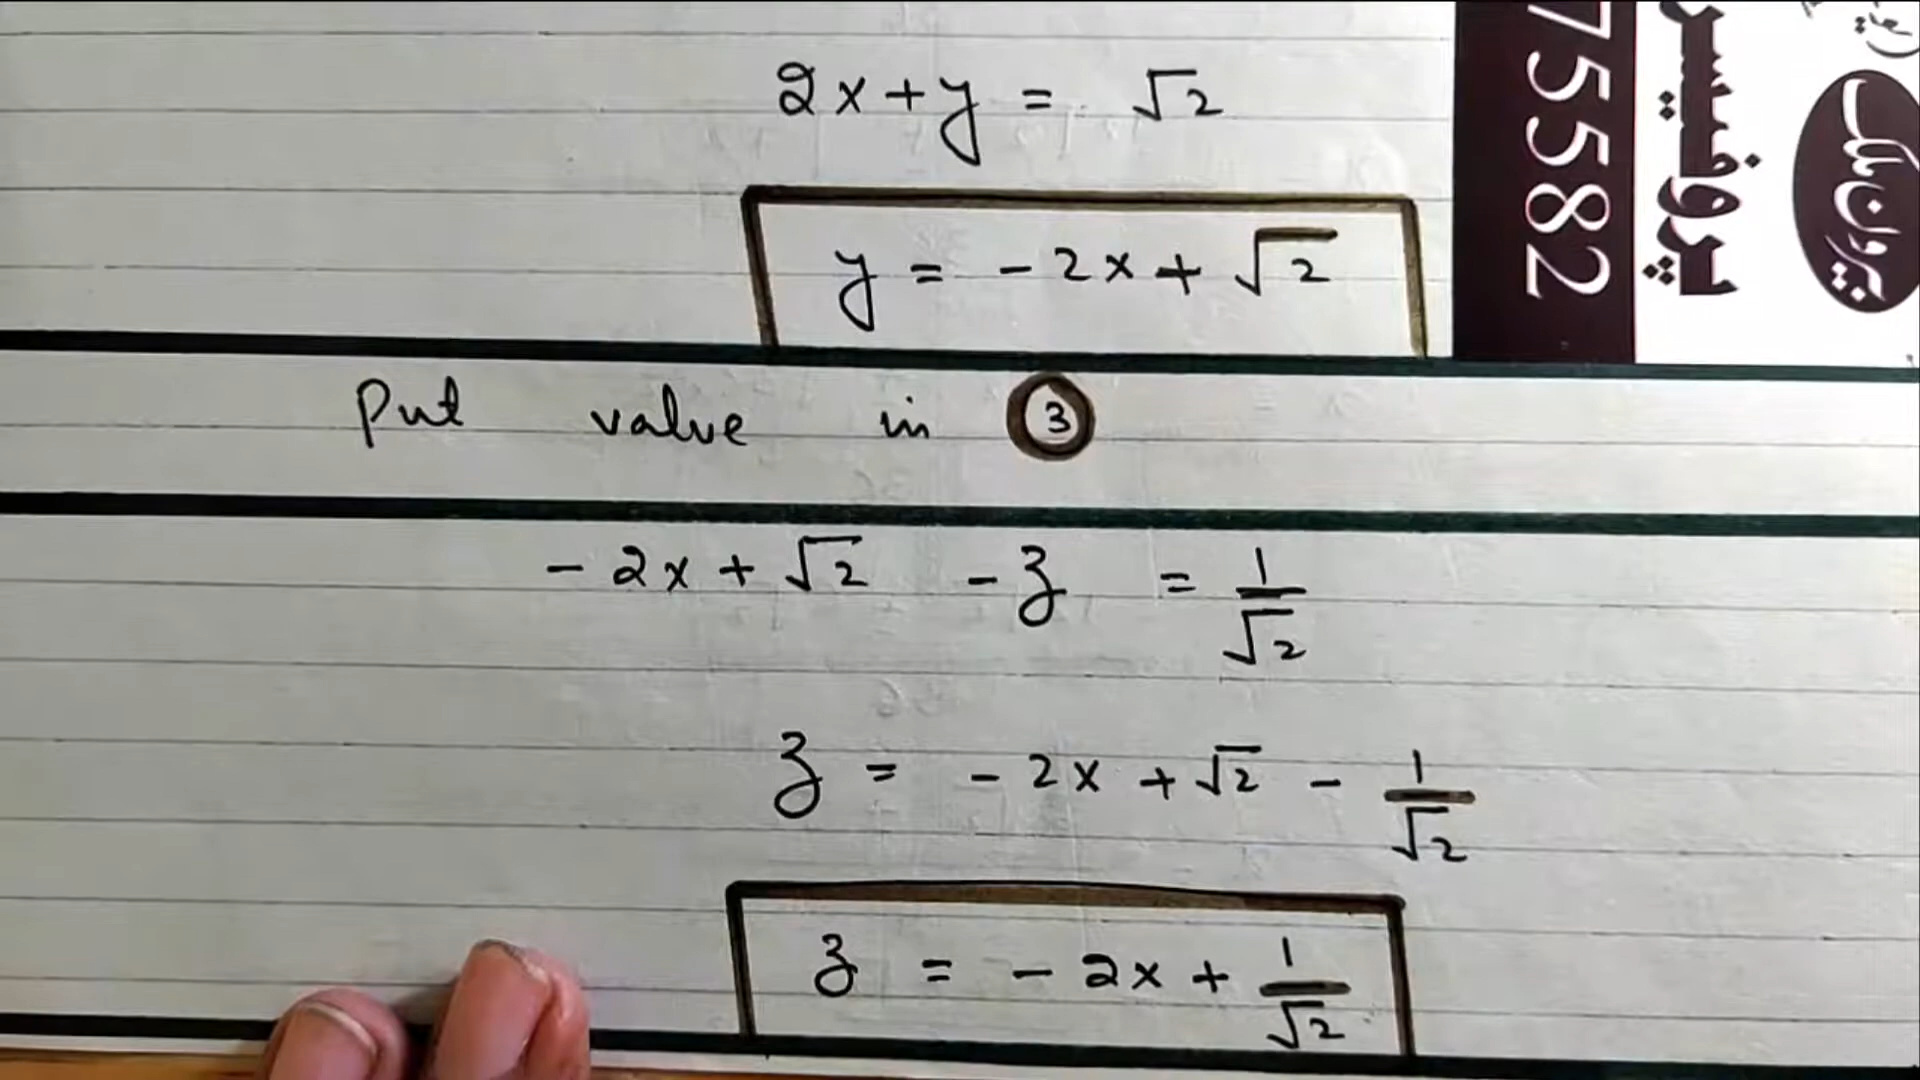 2x + y = √2
y = - 2x + √2
Put value in ③
- 2x + √2 - z = 1/√2
z = - 2x + √2 - 1/√2
z = - 2x + 1/√2
75582
پروفیسر